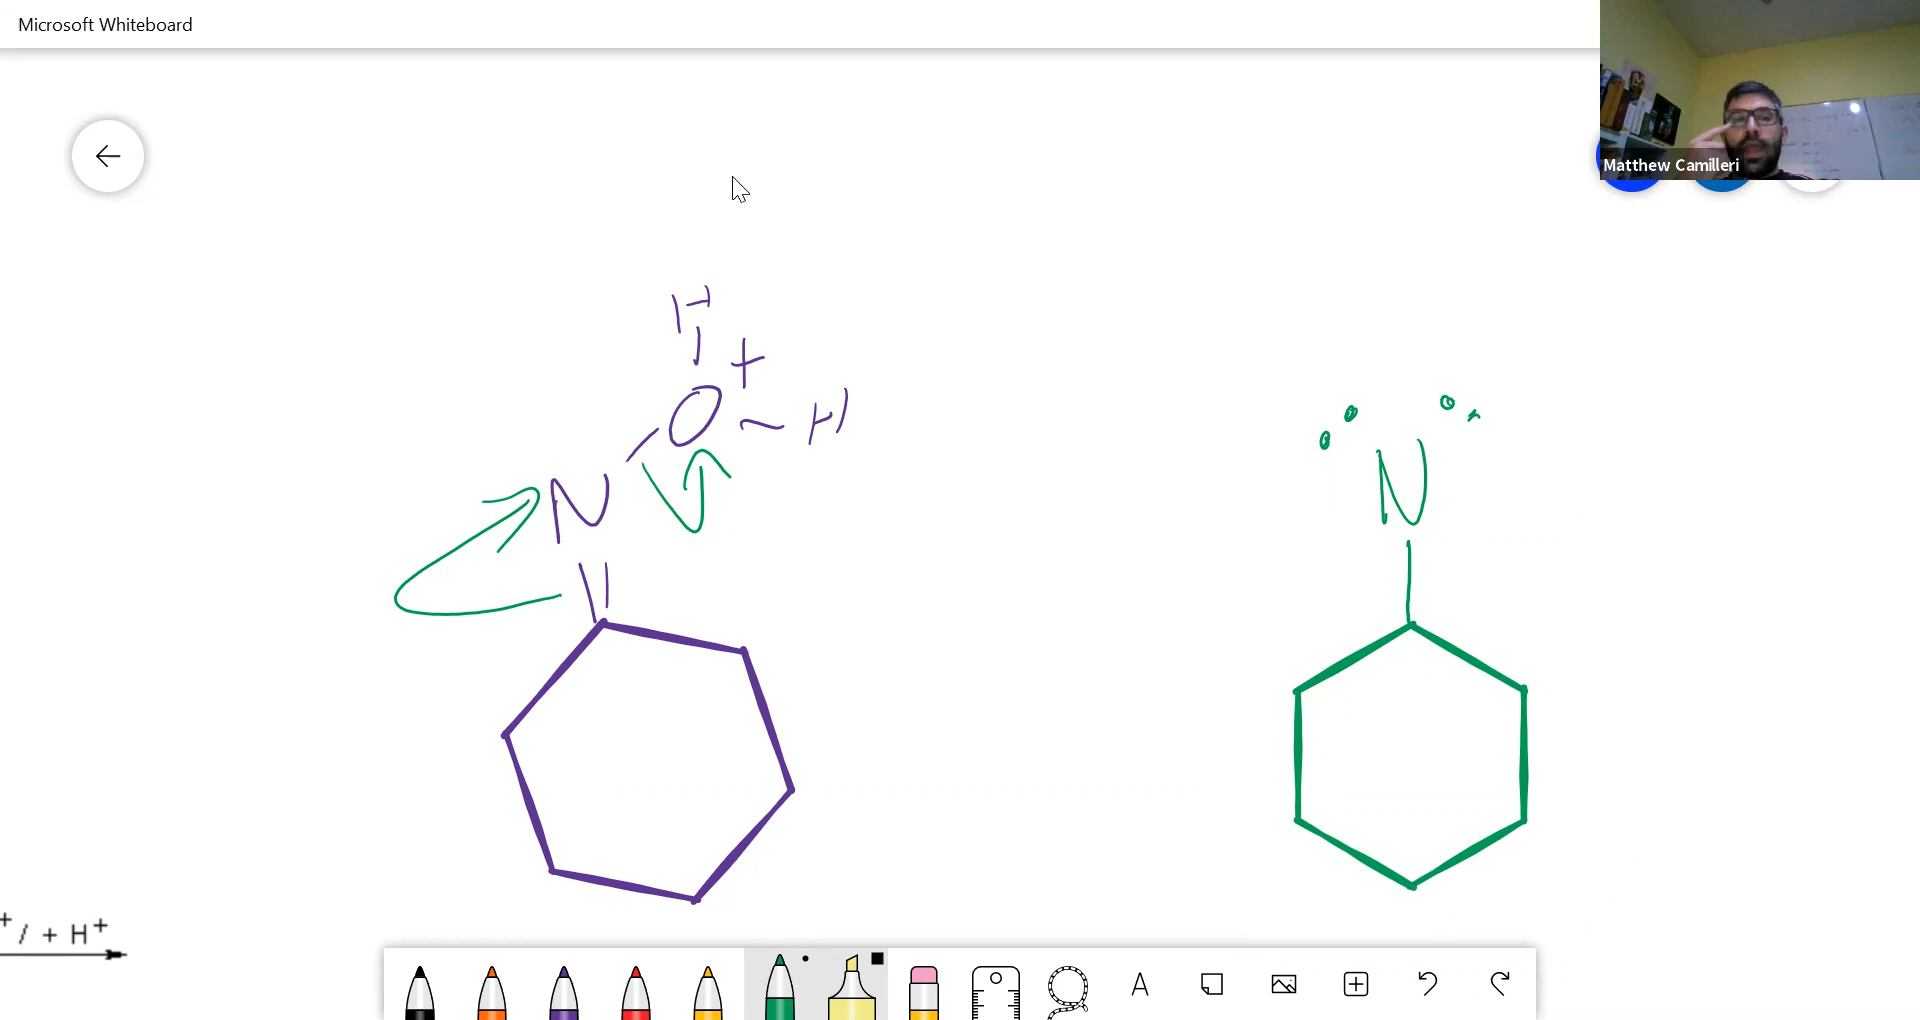 Microsoft Whiteboard
Matthew Camilleri
H
+
O H
N
N
+/ + H+
A